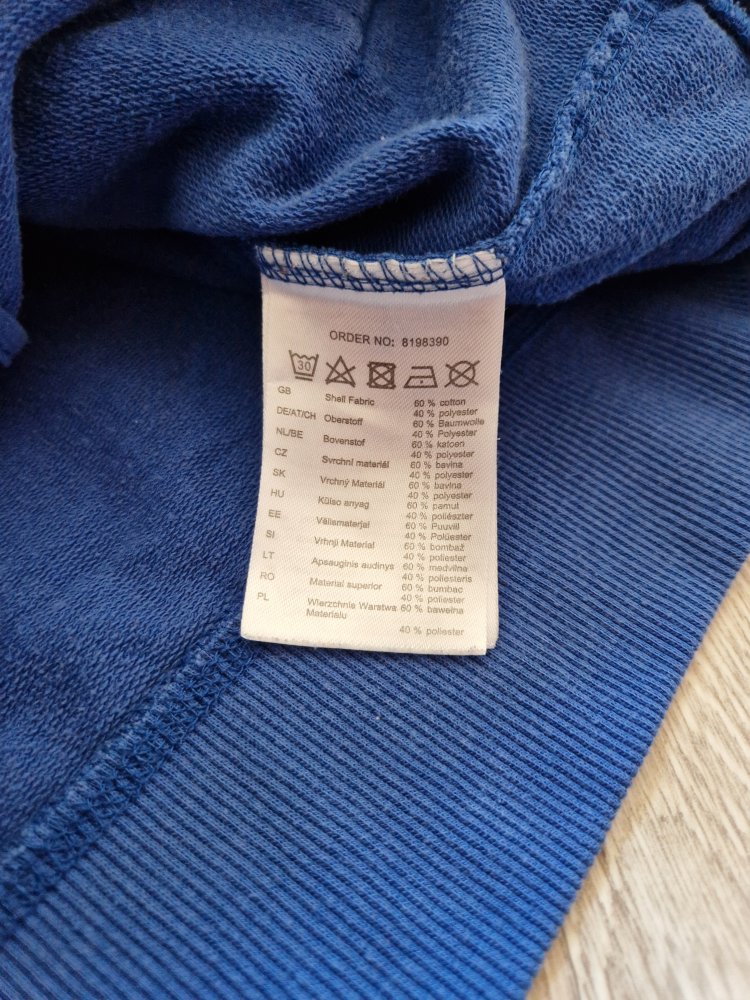 ORDER NO: 8198390
30
GB Shell Fabric 60 % cotton
40 % polyester
DE/AT/CH Oberstoff 60 % Baumwolle
40 % Polyester
NL/BE Bovenstof 60 % katoen
40 % polyester
CZ Svrchní materiál 60 % bavlna
40 % polyester
SK Vrchný Materiál 60 % bavlna
40 % polyester
HU Külso anyag 60 % pamut
40 % poliészter
EE Välismaterjal 60 % Puuvill
40 % Polüester
SI Vrhnji Material 60 % bombaž
40 % poliester
LT Apsauginis audinys 60 % medvilna
40 % poliesteris
RO Material superior 60 % bumbac
40 % poliester
PL Wierzchnie Warstwa 60 % bawełna
Materialu
40 % poliester